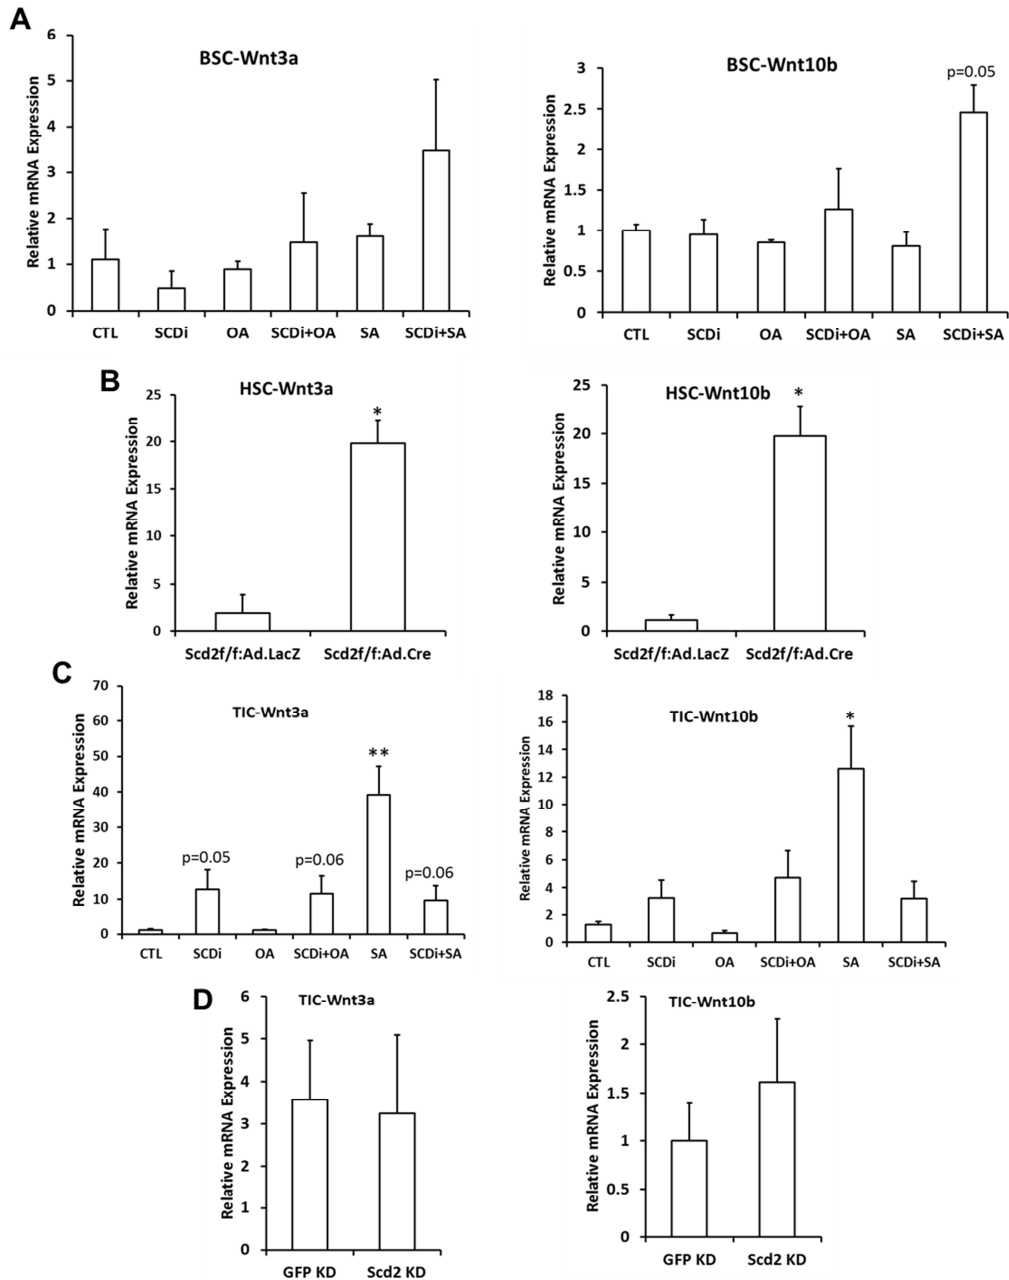 A
BSC-Wnt3a
Relative mRNA Expression
6
5
4
3
2
1
0
CTL SCDi OA SCDi+OA SA SCDi+SA
BSC-Wnt10b
Relative mRNA Expression
3
2.5
2
1.5
1
0.5
0
p=0.05
CTL SCDi OA SCDi+OA SA SCDi+SA
B
HSC-Wnt3a
Relative mRNA Expression
25
20
15
10
5
0
*
Scd2f/f:Ad.LacZ Scd2f/f:Ad.Cre
HSC-Wnt10b
Relative mRNA Expression
25
20
15
10
5
0
*
Scd2f/f:Ad.LacZ Scd2f/f:Ad.Cre
C
TIC-Wnt3a
Relative mRNA Expression
70
60
50
40
30
20
10
0
p=0.05
p=0.06
**
p=0.06
CTL SCDi OA SCDi+OA SA SCDi+SA
TIC-Wnt10b
Relative mRNA Expression
18
16
14
12
10
8
6
4
2
0
*
CTL SCDi OA SCDi+OA SA SCDi+SA
D
TIC-Wnt3a
Relative mRNA Expression
6
5
4
3
2
1
0
GFP KD Scd2 KD
TIC-Wnt10b
Relative mRNA Expression
2.5
2
1.5
1
0.5
0
GFP KD Scd2 KD